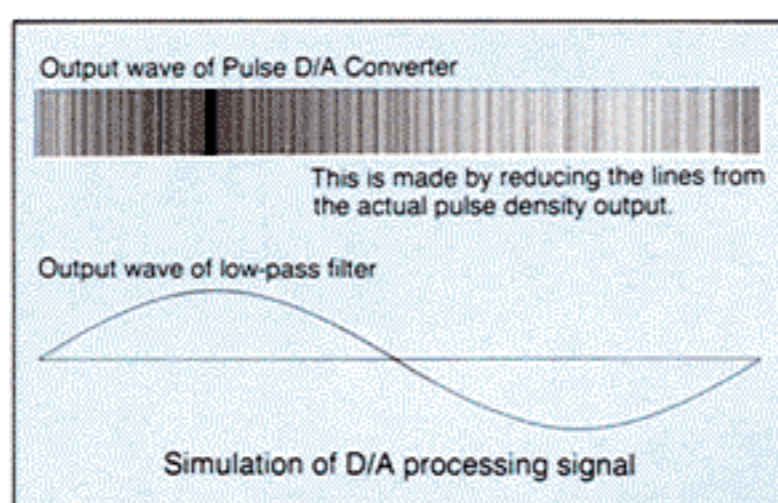 Output wave of Pulse D/A Converter
This is made by reducing the lines from
the actual pulse density output.
Output wave of low-pass filter
Simulation of D/A processing signal